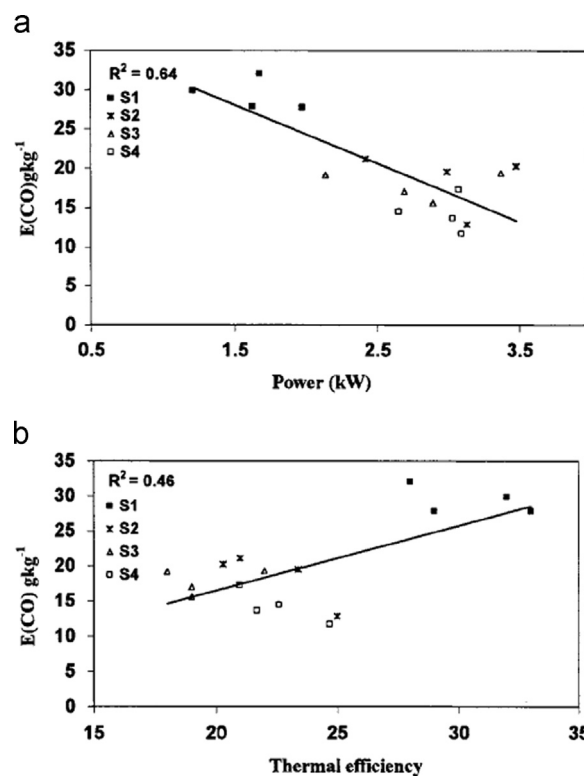 a
35
30
25
20
15
10
5
0
R² = 0.64
S1
S2
S3
S4
E(CO)gkg⁻¹
0.5 1.5 2.5 3.5
Power (kW)
b
35
30
25
20
15
10
5
0
R² = 0.46
S1
S2
S3
S4
E(CO) gkg⁻¹
15 20 25 30 35
Thermal efficiency